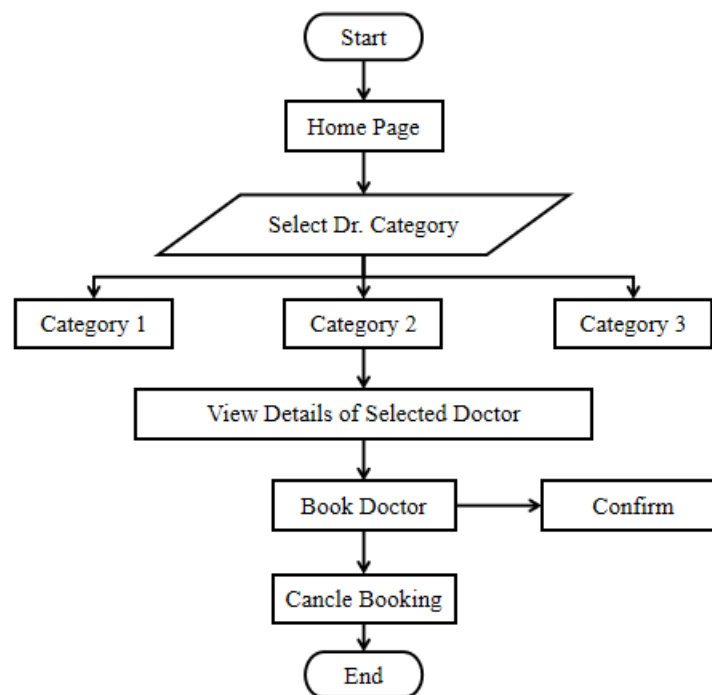 Start
Home Page
Select Dr. Category
Category 1
Category 2
Category 3
View Details of Selected Doctor
Book Doctor
Confirm
Cancle Booking
End